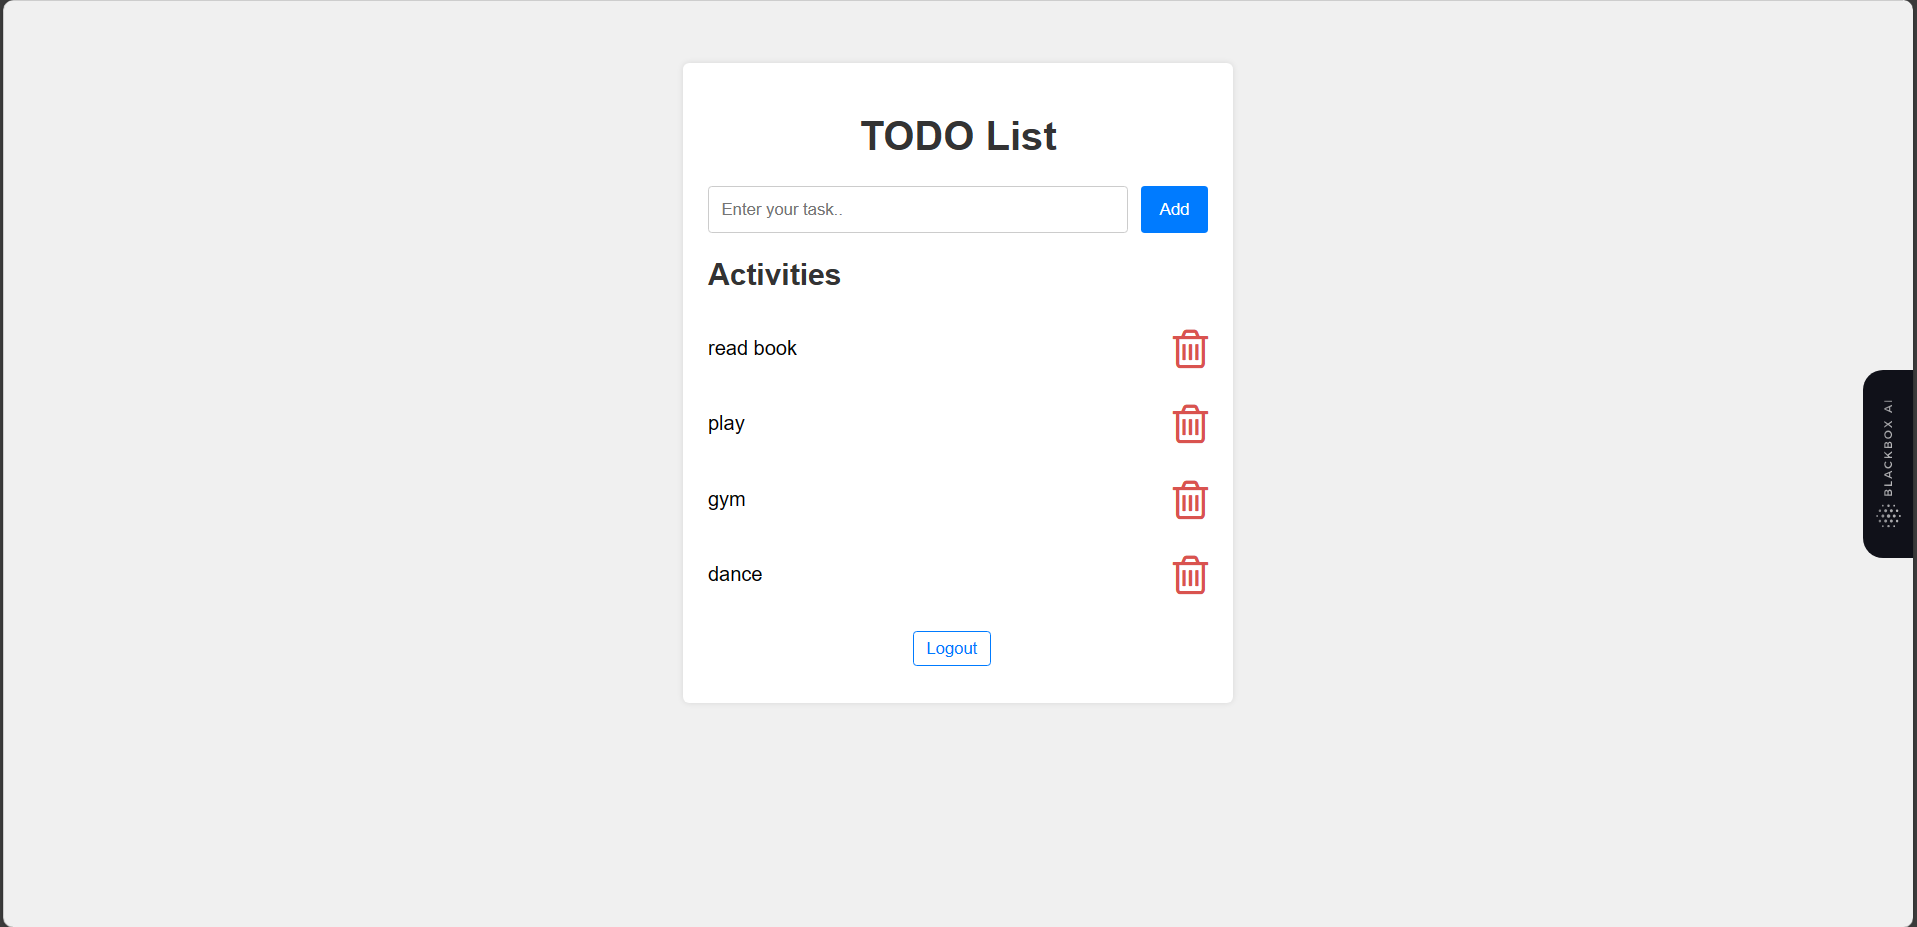 TODO List
Enter your task..
Add
Activities
read book
play
gym
dance
Logout
BLACKBOX AI